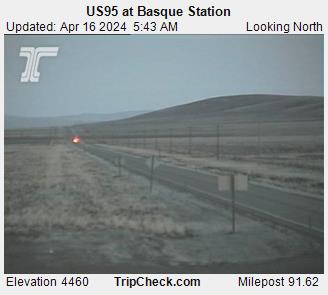 US95 at Basque Station
Updated: Apr 16 2024 5:43 AM Looking North
Elevation 4460 TripCheck.com Milepost 91.62